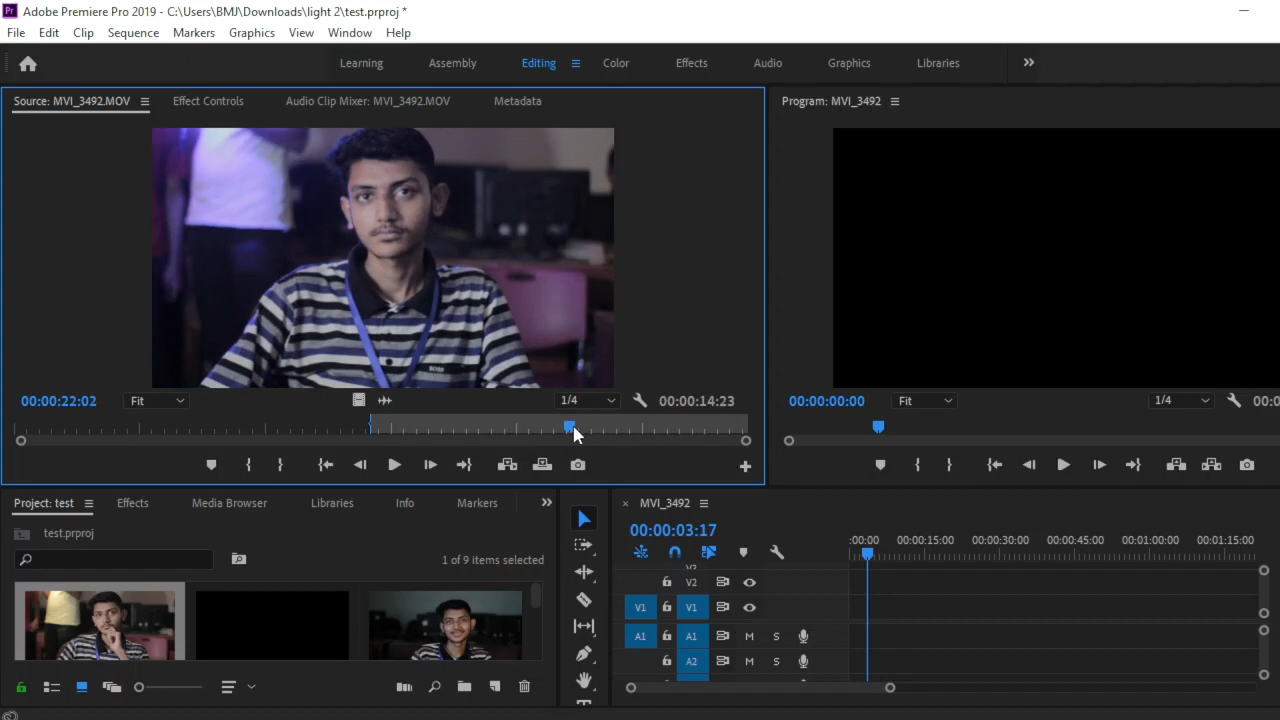 Pr Adobe Premiere Pro 2019 - C:\Users\BMJ\Downloads\light 2\test.prproj *
File Edit Clip Sequence Markers Graphics View Window Help
Learning Assembly Editing Color Effects Audio Graphics Libraries
Source: MVI_3492.MOV Effect Controls Audio Clip Mixer: MVI_3492.MOV Metadata
Program: MVI_3492
BOSS
00:00:22:02 Fit 1/4 00:00:14:23
00:00:00:00 Fit 1/4 00:0
Project: test Effects Media Browser Libraries Info Markers
× MVI_3492
test.prproj
00:00:03:17
1 of 9 items selected
:00:00 00:00:15:00 00:00:30:00 00:00:45:00 00:01:00:00 00:01:15:00
V2
V1 V1
A1 A1 M S
A2 M S